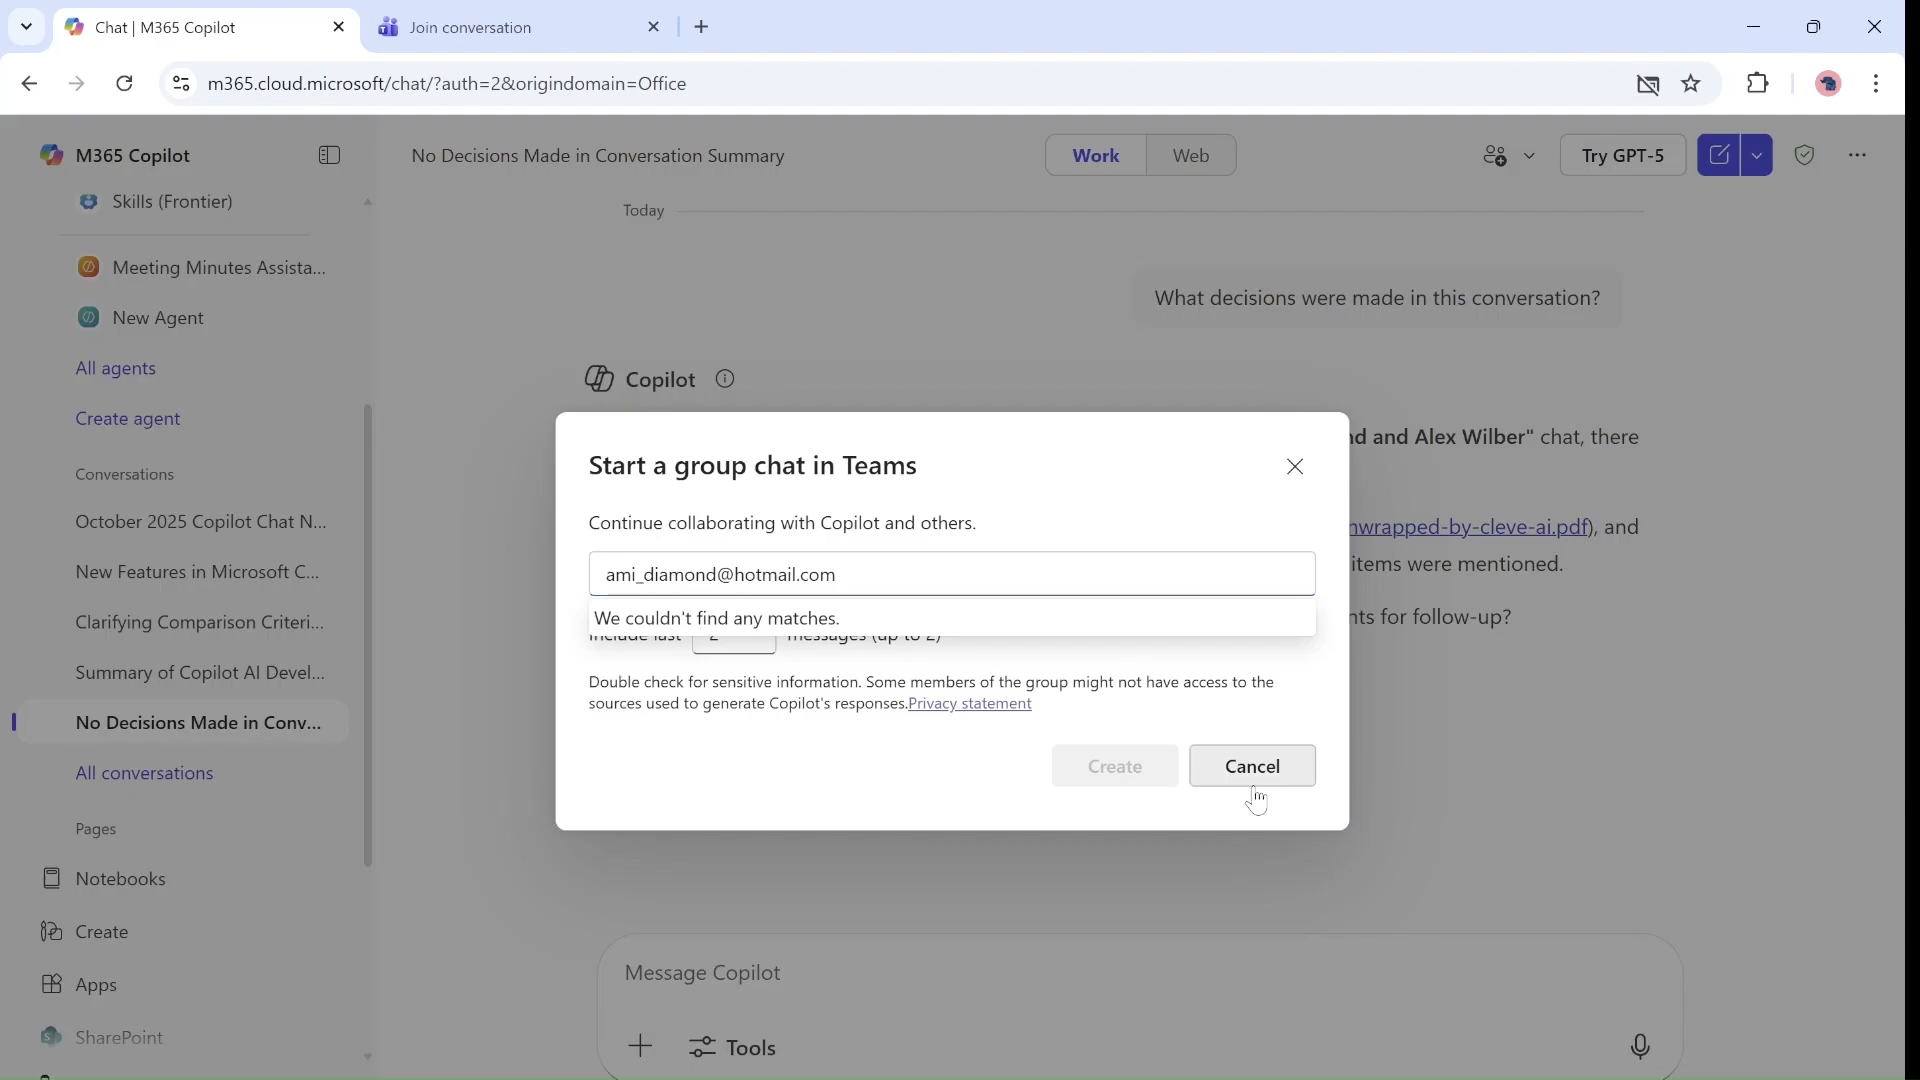 Chat | M365 Copilot
Join conversation
m365.cloud.microsoft/chat/?auth=2&origindomain=Office
M365 Copilot
No Decisions Made in Conversation Summary
Work
Web
Try GPT-5
Skills (Frontier)
Meeting Minutes Assista...
New Agent
All agents
Create agent
Conversations
October 2025 Copilot Chat N...
New Features in Microsoft C...
Clarifying Comparison Criteri...
Summary of Copilot AI Devel...
No Decisions Made in Conv...
All conversations
Pages
Notebooks
Create
Apps
SharePoint
Today
What decisions were made in this conversation?
Copilot
and Alex Wilber" chat, there
nwrapped-by-cleve-ai.pdf), and
items were mentioned.
for follow-up?
Start a group chat in Teams
Continue collaborating with Copilot and others.
ami_diamond@hotmail.com
We couldn't find any matches.
Include last 2 messages (up to 2)
Double check for sensitive information. Some members of the group might not have access to the
sources used to generate Copilot's responses.Privacy statement
Create
Cancel
Message Copilot
Tools